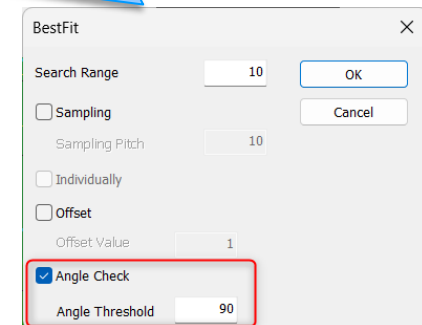 BestFit
Search Range 10 OK
Sampling Cancel
Sampling Pitch 10
Individually
Offset
Offset Value 1
Angle Check
Angle Threshold 90